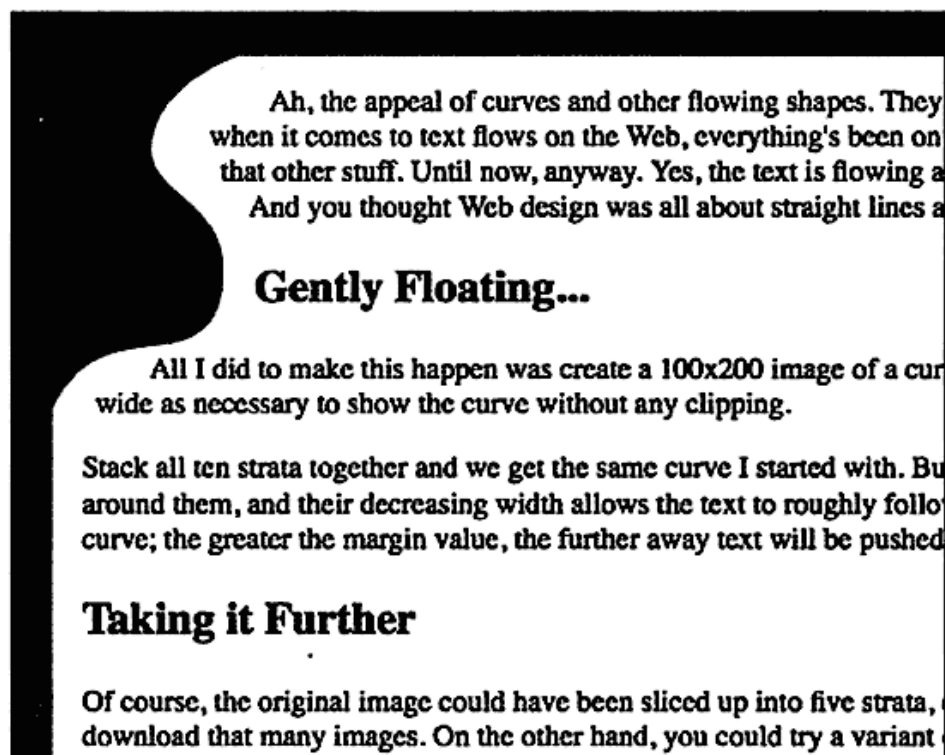 Ah, the appeal of curves and other flowing shapes. They
when it comes to text flows on the Web, everything's been on
that other stuff. Until now, anyway. Yes, the text is flowing a
And you thought Web design was all about straight lines a
Gently Floating...
All I did to make this happen was create a 100x200 image of a cur
wide as necessary to show the curve without any clipping.
Stack all ten strata together and we get the same curve I started with. Bu
around them, and their decreasing width allows the text to roughly follo
curve; the greater the margin value, the further away text will be pushed
Taking it Further
Of course, the original image could have been sliced up into five strata,
download that many images. On the other hand, you could try a variant